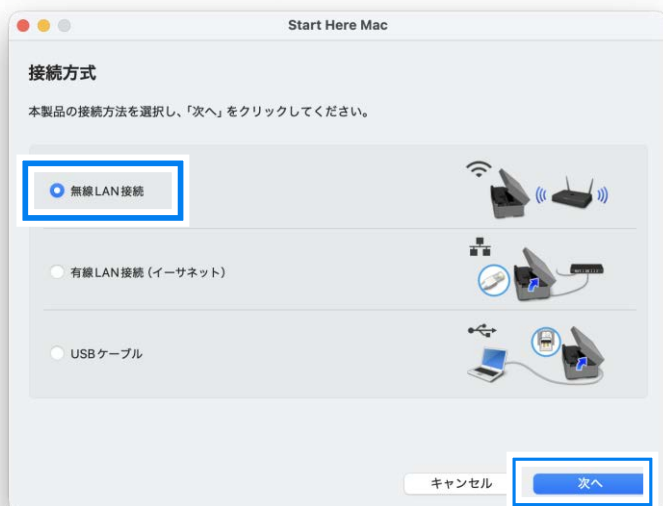 Start Here Mac
接続方式
本製品の接続方法を選択し、「次へ」をクリックしてください。
無線LAN接続
有線LAN接続（イーサネット）
USBケーブル
キャンセル
次へ